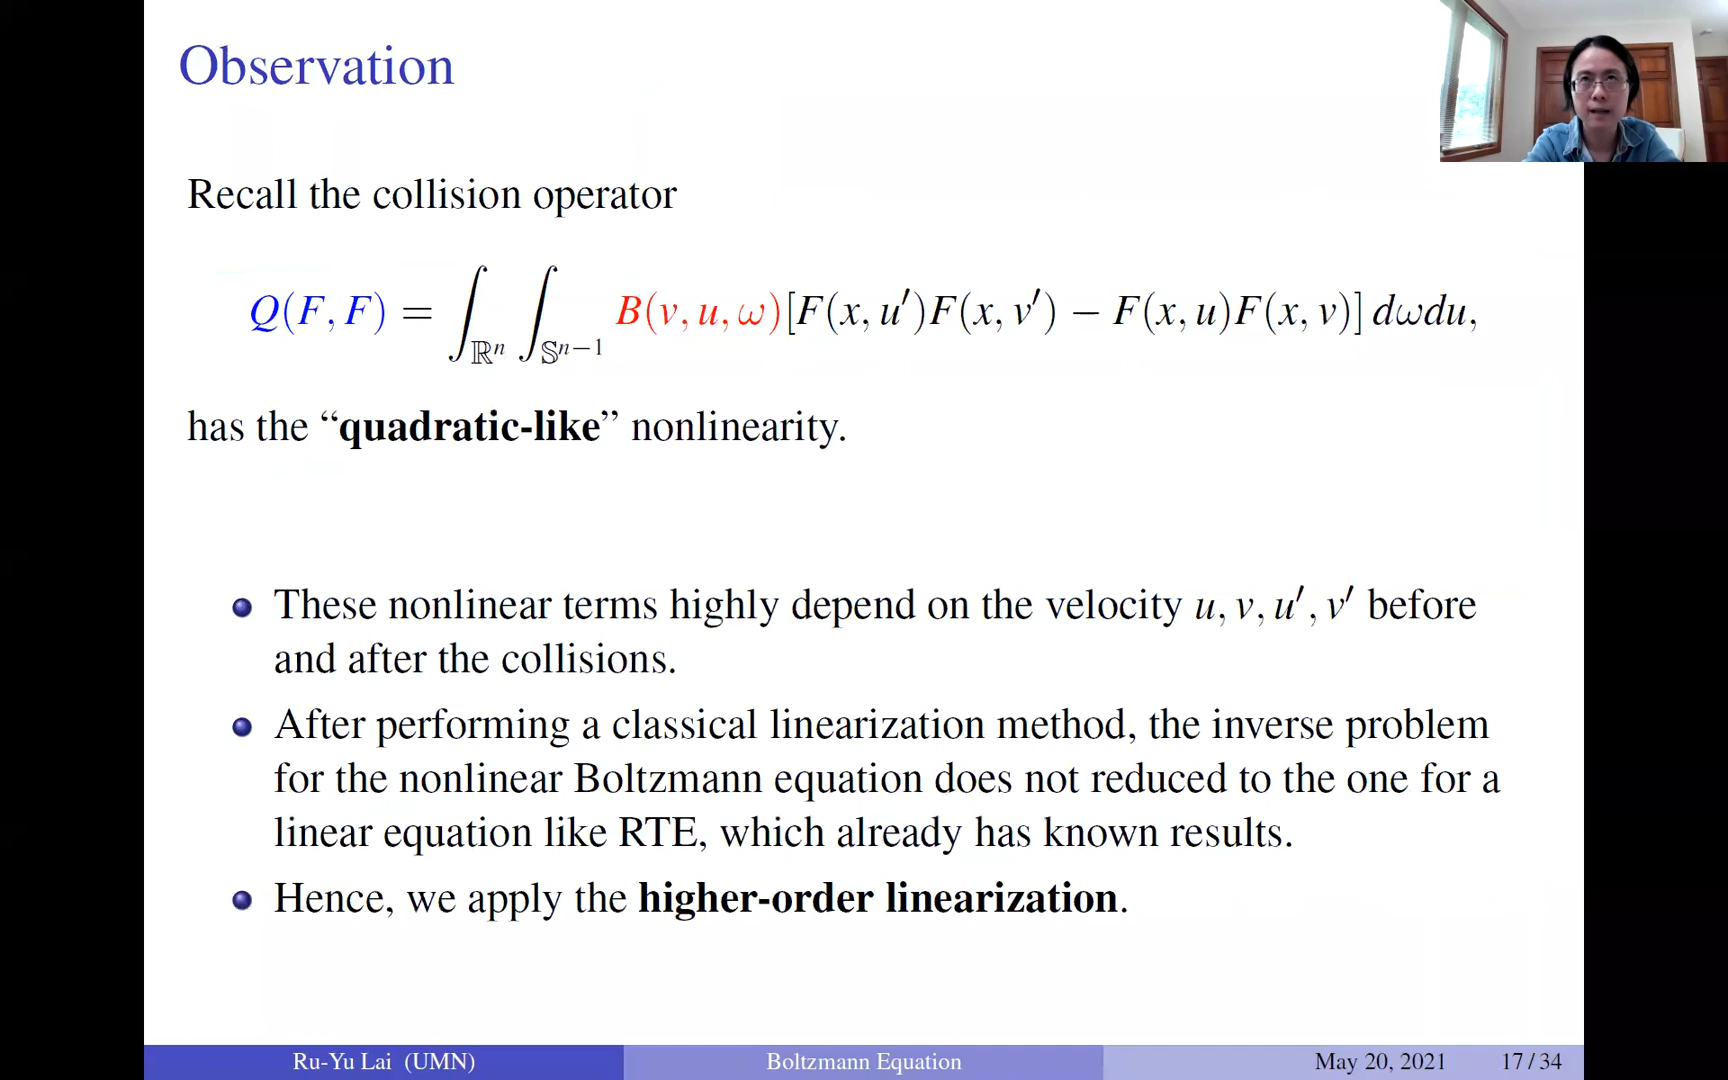 Observation
Recall the collision operator
Q(F, F) = ∫_{ℝⁿ} ∫_{𝕊ⁿ⁻¹} B(v, u, ω)[F(x, u′)F(x, v′) − F(x, u)F(x, v)] dωdu,
has the “quadratic-like” nonlinearity.
These nonlinear terms highly depend on the velocity u, v, u′, v′ before
and after the collisions.
After performing a classical linearization method, the inverse problem
for the nonlinear Boltzmann equation does not reduced to the one for a
linear equation like RTE, which already has known results.
Hence, we apply the higher-order linearization.
Ru-Yu Lai (UMN) Boltzmann Equation May 20, 2021 17 / 34